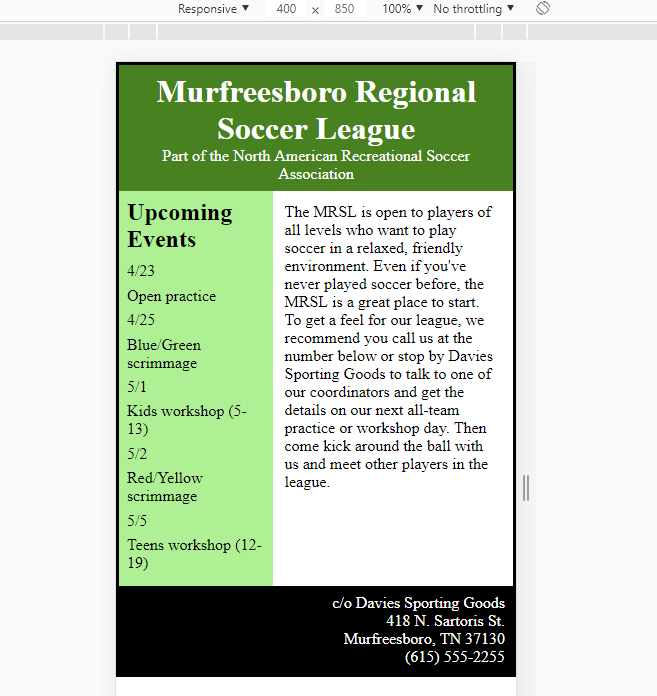 Responsive ▼ 400 x 850 100% ▼ No throttling ▼
Murfreesboro Regional
Soccer League
Part of the North American Recreational Soccer
Association
Upcoming
Events
4/23
Open practice
4/25
Blue/Green
scrimmage
5/1
Kids workshop (5-
13)
5/2
Red/Yellow
scrimmage
5/5
Teens workshop (12-
19)
The MRSL is open to players of
all levels who want to play
soccer in a relaxed, friendly
environment. Even if you've
never played soccer before, the
MRSL is a great place to start.
To get a feel for our league, we
recommend you call us at the
number below or stop by Davies
Sporting Goods to talk to one of
our coordinators and get the
details on our next all-team
practice or workshop day. Then
come kick around the ball with
us and meet other players in the
league.
c/o Davies Sporting Goods
418 N. Sartoris St.
Murfreesboro, TN 37130
(615) 555-2255